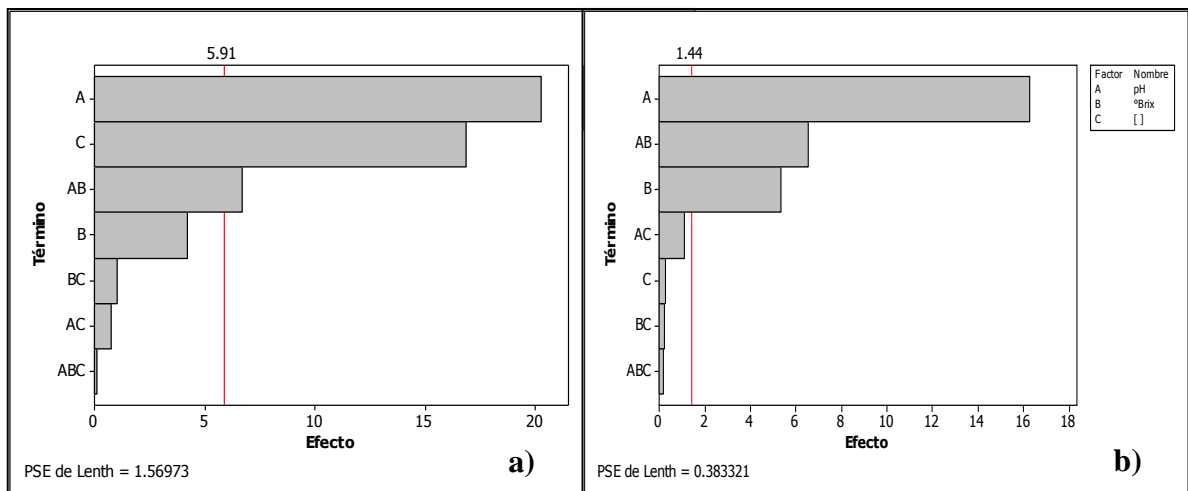 5.91
A
C
AB
B
BC
AC
ABC
Término
0 5 10 15 20
Efecto
PSE de Lenth = 1.56973
a)
1.44
A
AB
B
AC
C
BC
ABC
Término
0 2 4 6 8 10 12 14 16 18
Efecto
PSE de Lenth = 0.383321
b)
Factor Nombre
A pH
B °Brix
C [ ]